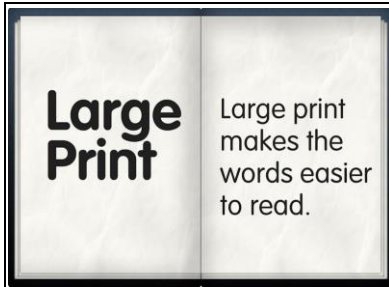 Large
Print
Large print
makes the
words easier
to read.